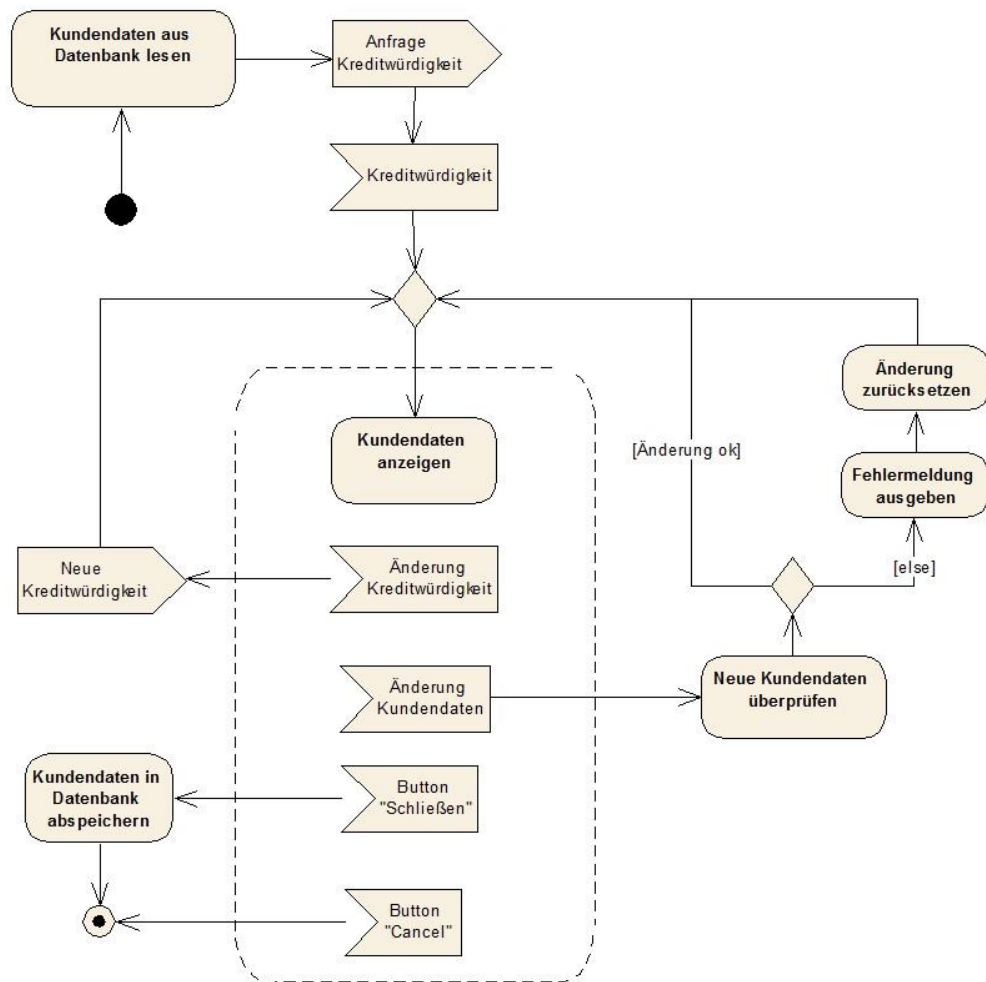 Kundendaten aus
Datenbank lesen
Anfrage
Kreditwürdigkeit
Kreditwürdigkeit
Kundendaten
anzeigen
[Änderung ok]
Änderung
zurücksetzen
Fehlermeldung
ausgeben
[else]
Neue
Kreditwürdigkeit
Änderung
Kreditwürdigkeit
Änderung
Kundendaten
Neue Kundendaten
überprüfen
Kundendaten in
Datenbank
abspeichern
Button
"Schließen"
Button
"Cancel"